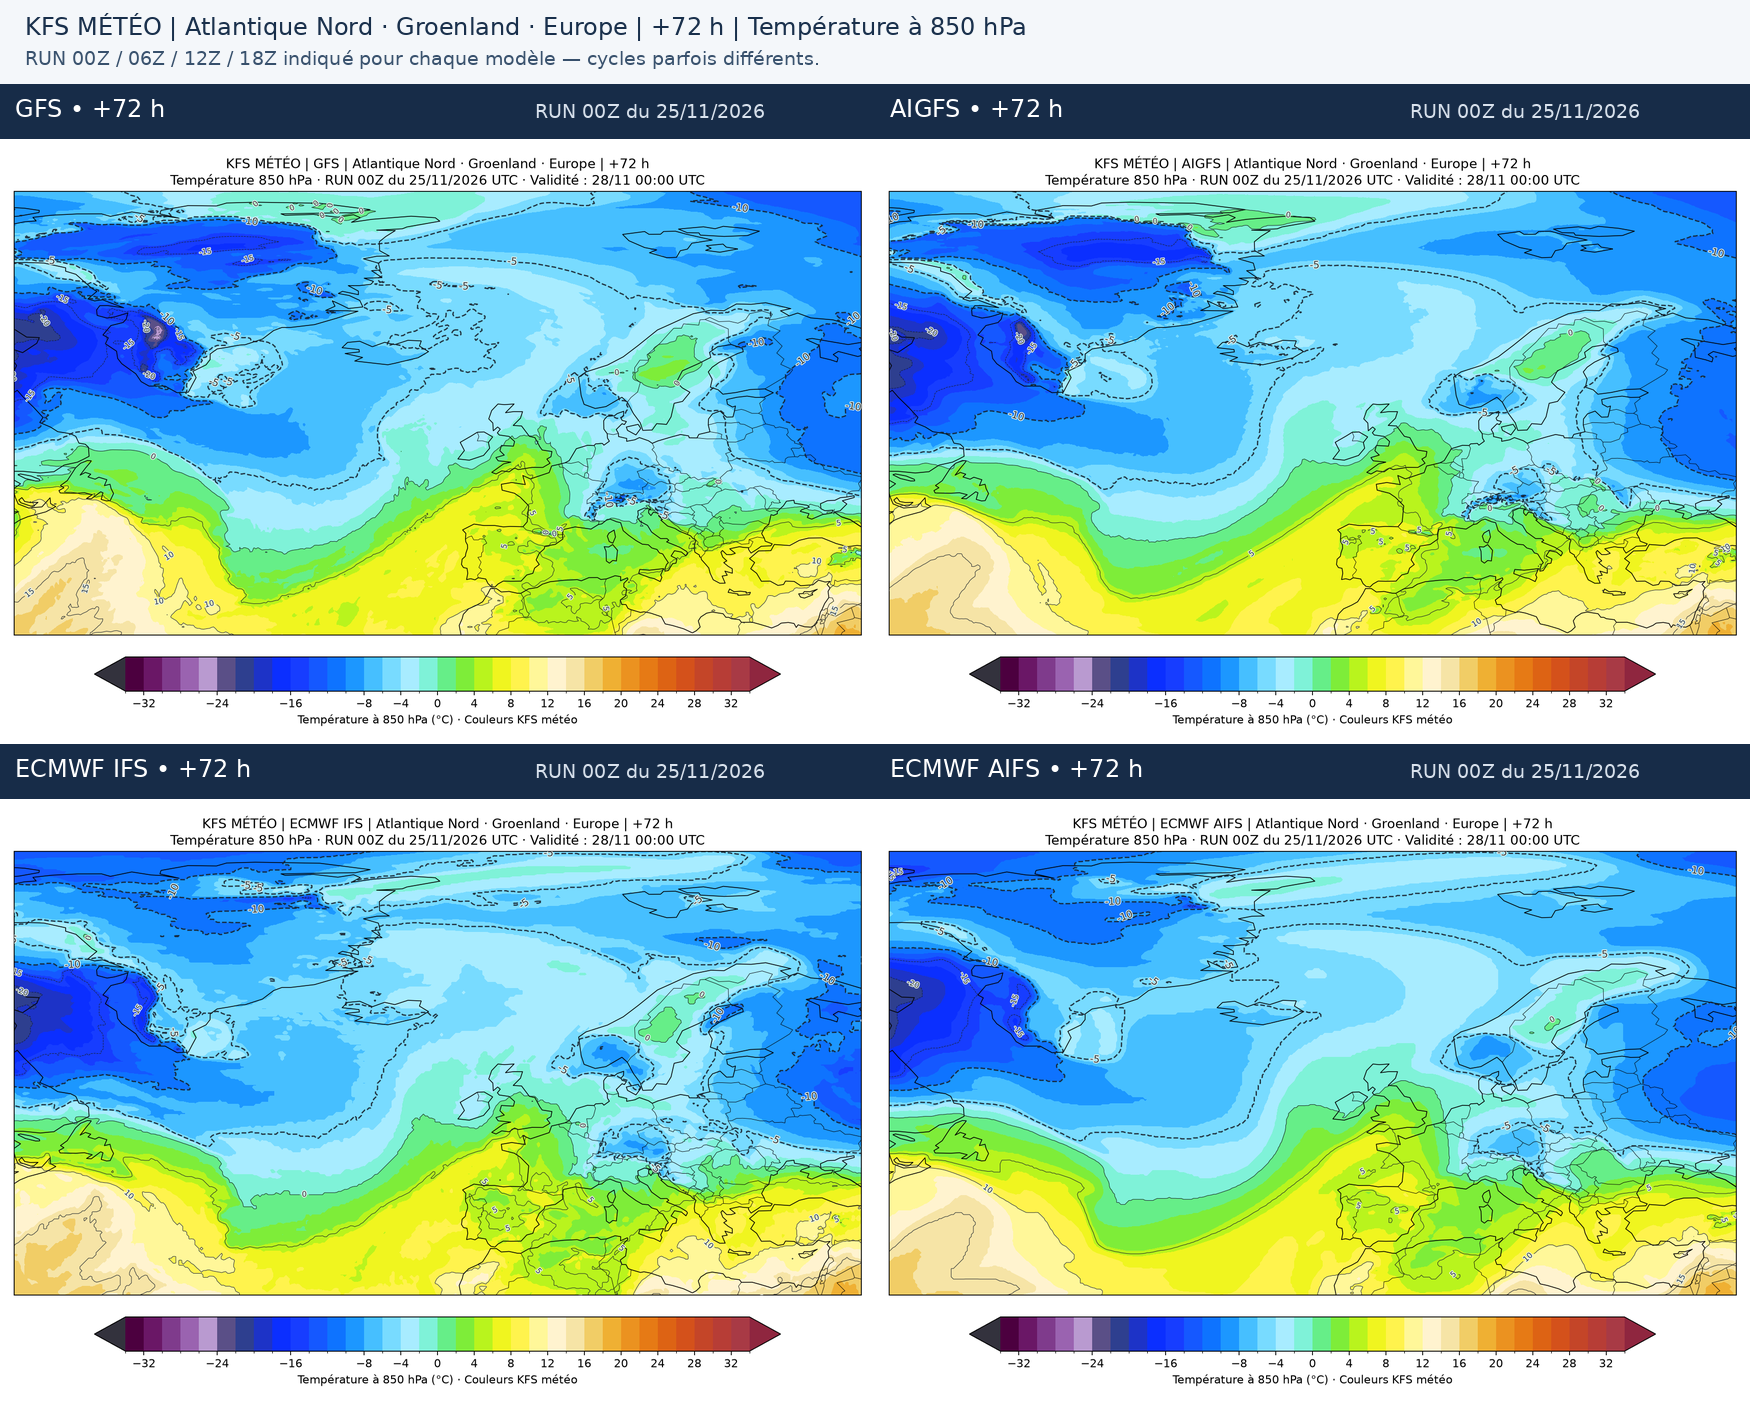 KFS MÉTÉO | Atlantique Nord · Groenland · Europe | +72 h | Température à 850 hPa
RUN 00Z / 06Z / 12Z / 18Z indiqué pour chaque modèle — cycles parfois différents.
GFS • +72 h
RUN 00Z du 25/11/2026
AIGFS • +72 h
RUN 00Z du 25/11/2026
KFS MÉTÉO | GFS | Atlantique Nord · Groenland · Europe | +72 h
Température 850 hPa · RUN 00Z du 25/11/2026 UTC · Validité : 28/11 00:00 UTC
KFS MÉTÉO | AIGFS | Atlantique Nord · Groenland · Europe | +72 h
Température 850 hPa · RUN 00Z du 25/11/2026 UTC · Validité : 28/11 00:00 UTC
−32 −24 −16 −8 −4 0 4 8 12 16 20 24 28 32
Température à 850 hPa (°C) · Couleurs KFS météo
−32 −24 −16 −8 −4 0 4 8 12 16 20 24 28 32
Température à 850 hPa (°C) · Couleurs KFS météo
ECMWF IFS • +72 h
RUN 00Z du 25/11/2026
ECMWF AIFS • +72 h
RUN 00Z du 25/11/2026
KFS MÉTÉO | ECMWF IFS | Atlantique Nord · Groenland · Europe | +72 h
Température 850 hPa · RUN 00Z du 25/11/2026 UTC · Validité : 28/11 00:00 UTC
KFS MÉTÉO | ECMWF AIFS | Atlantique Nord · Groenland · Europe | +72 h
Température 850 hPa · RUN 00Z du 25/11/2026 UTC · Validité : 28/11 00:00 UTC
−32 −24 −16 −8 −4 0 4 8 12 16 20 24 28 32
Température à 850 hPa (°C) · Couleurs KFS météo
−32 −24 −16 −8 −4 0 4 8 12 16 20 24 28 32
Température à 850 hPa (°C) · Couleurs KFS météo